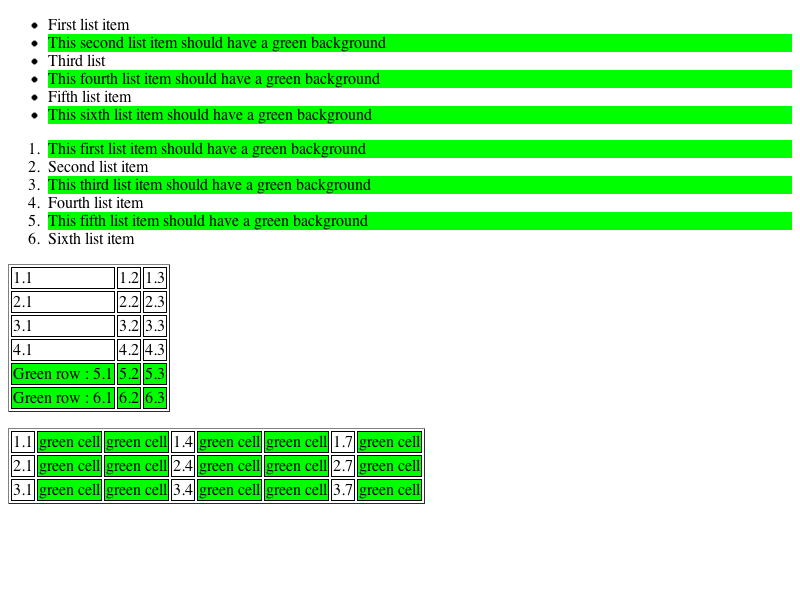 First list item
This second list item should have a green background
Third list
This fourth list item should have a green background
Fifth list item
This sixth list item should have a green background
1. This first list item should have a green background
2. Second list item
3. This third list item should have a green background
4. Fourth list item
5. This fifth list item should have a green background
6. Sixth list item
1.1 1.2 1.3
2.1 2.2 2.3
3.1 3.2 3.3
4.1 4.2 4.3
Green row : 5.1 5.2 5.3
Green row : 6.1 6.2 6.3
1.1 green cell green cell 1.4 green cell green cell 1.7 green cell
2.1 green cell green cell 2.4 green cell green cell 2.7 green cell
3.1 green cell green cell 3.4 green cell green cell 3.7 green cell